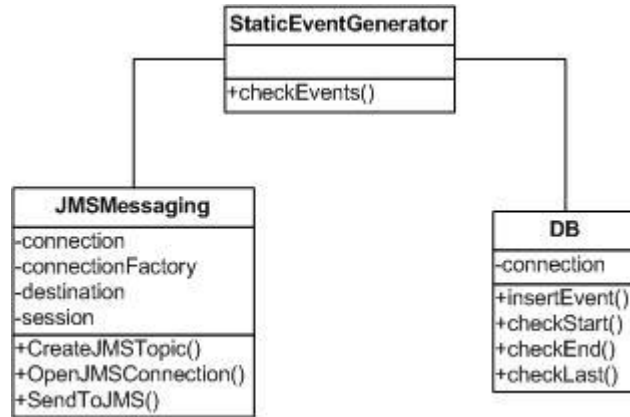 StaticEventGenerator
+checkEvents()
JMSMessaging
-connection
-connectionFactory
-destination
-session
+CreateJMSTopic()
+OpenJMSConnection()
+SendToJMS()
DB
-connection
+insertEvent()
+checkStart()
+checkEnd()
+checkLast()